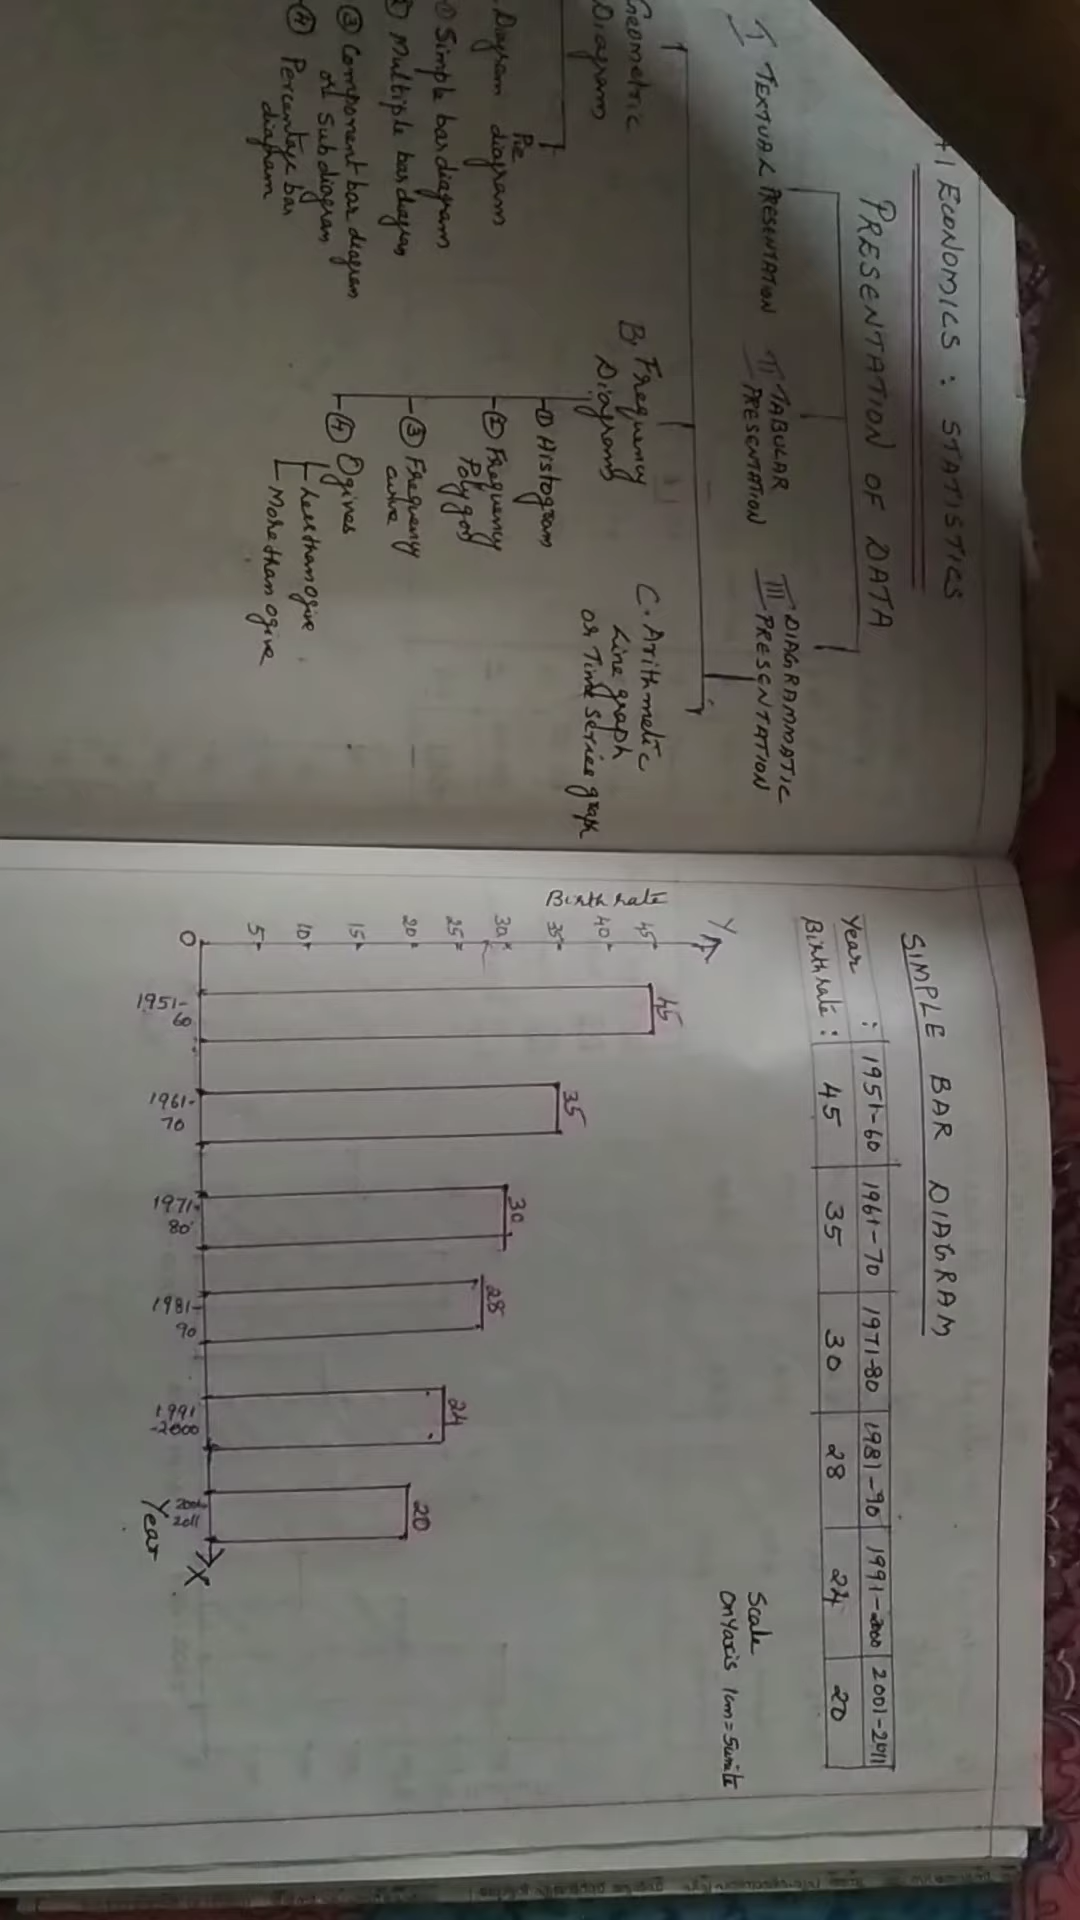 +1 ECONOMICS : STATISTICS
PRESENTATION OF DATA
I TEXTUAL PRESENTATION
II TABULAR
PRESENTATION
III DIAGRAMMATIC
PRESENTATION
Geometric
Diagram
B. Frequency
Diagrams
C. Arithmetic
Line graph
or Time series graph
Diagram
Pie
diagram
① Simple bar diagram
② Multiple bar diagram
③ Component bar diagram
or Sub diagram
④ Percentage bar
diagram
① Histogram
② Frequency
Polygon
③ Frequency
curve
④ Ogives
Less than ogive
More than ogive
SIMPLE BAR DIAGRAM
Year : 1951-60 1961-70 1971-80 1981-90 1991-2000 2001-2011
Birth rate : 45 35 30 28 24 20
Scale
On Y axis 1cm = 5 units
Y
Birth rate
45
40
35
30
25
20
15
10
5
0
45
35
30
28
24
20
1951-
60
1961-
70
1971-
80
1981-
90
1991
-2000
2001-
2011
X
Year